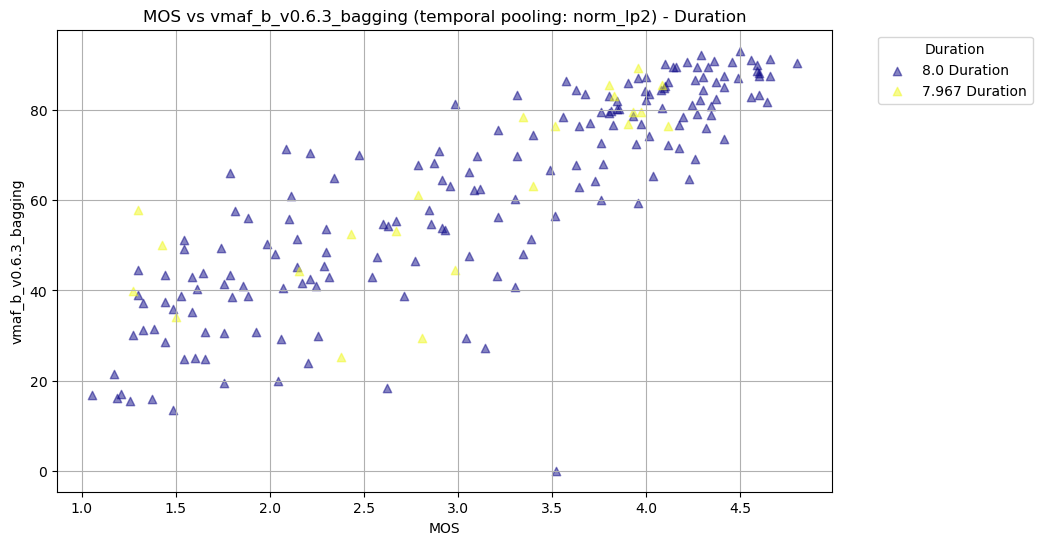 MOS vs vmaf_b_v0.6.3_bagging (temporal pooling: norm_lp2) - Duration
Duration
8.0 Duration
7.967 Duration
vmaf_b_v0.6.3_bagging
80
60
40
20
0
1.0 1.5 2.0 2.5 3.0 3.5 4.0 4.5
MOS